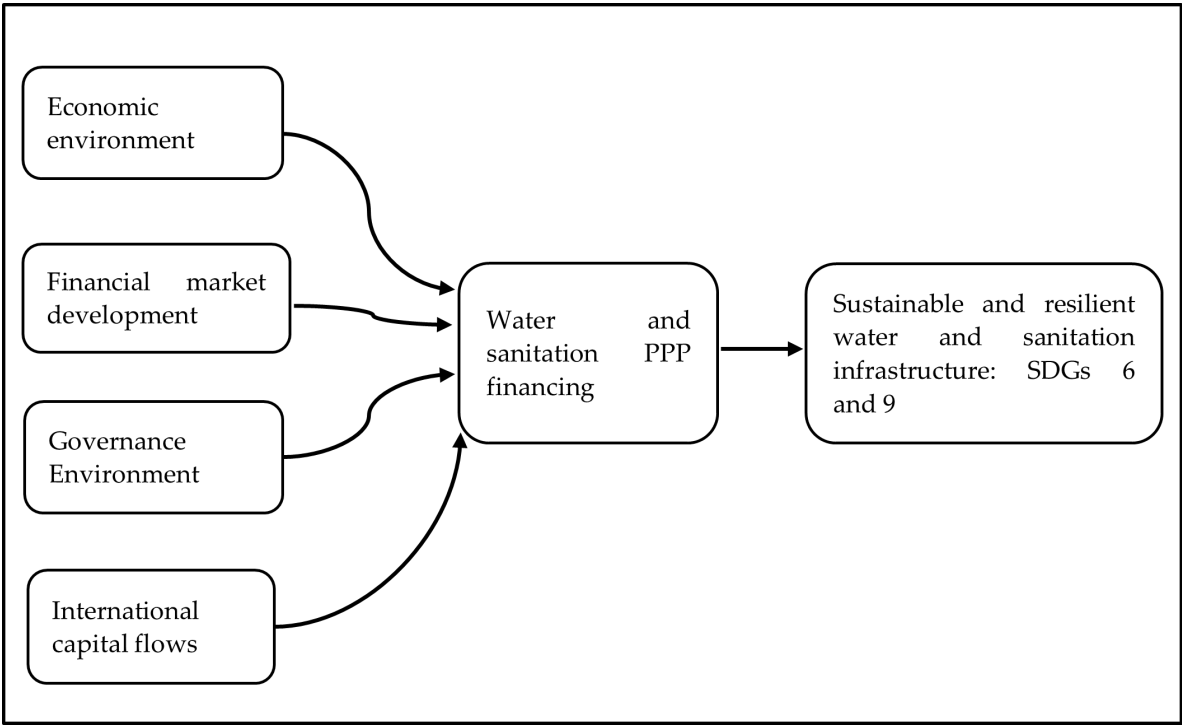 Economic
environment
Financial market
development
Governance
Environment
International
capital flows
Water and
sanitation PPP
financing
Sustainable and resilient
water and sanitation
infrastructure: SDGs 6
and 9